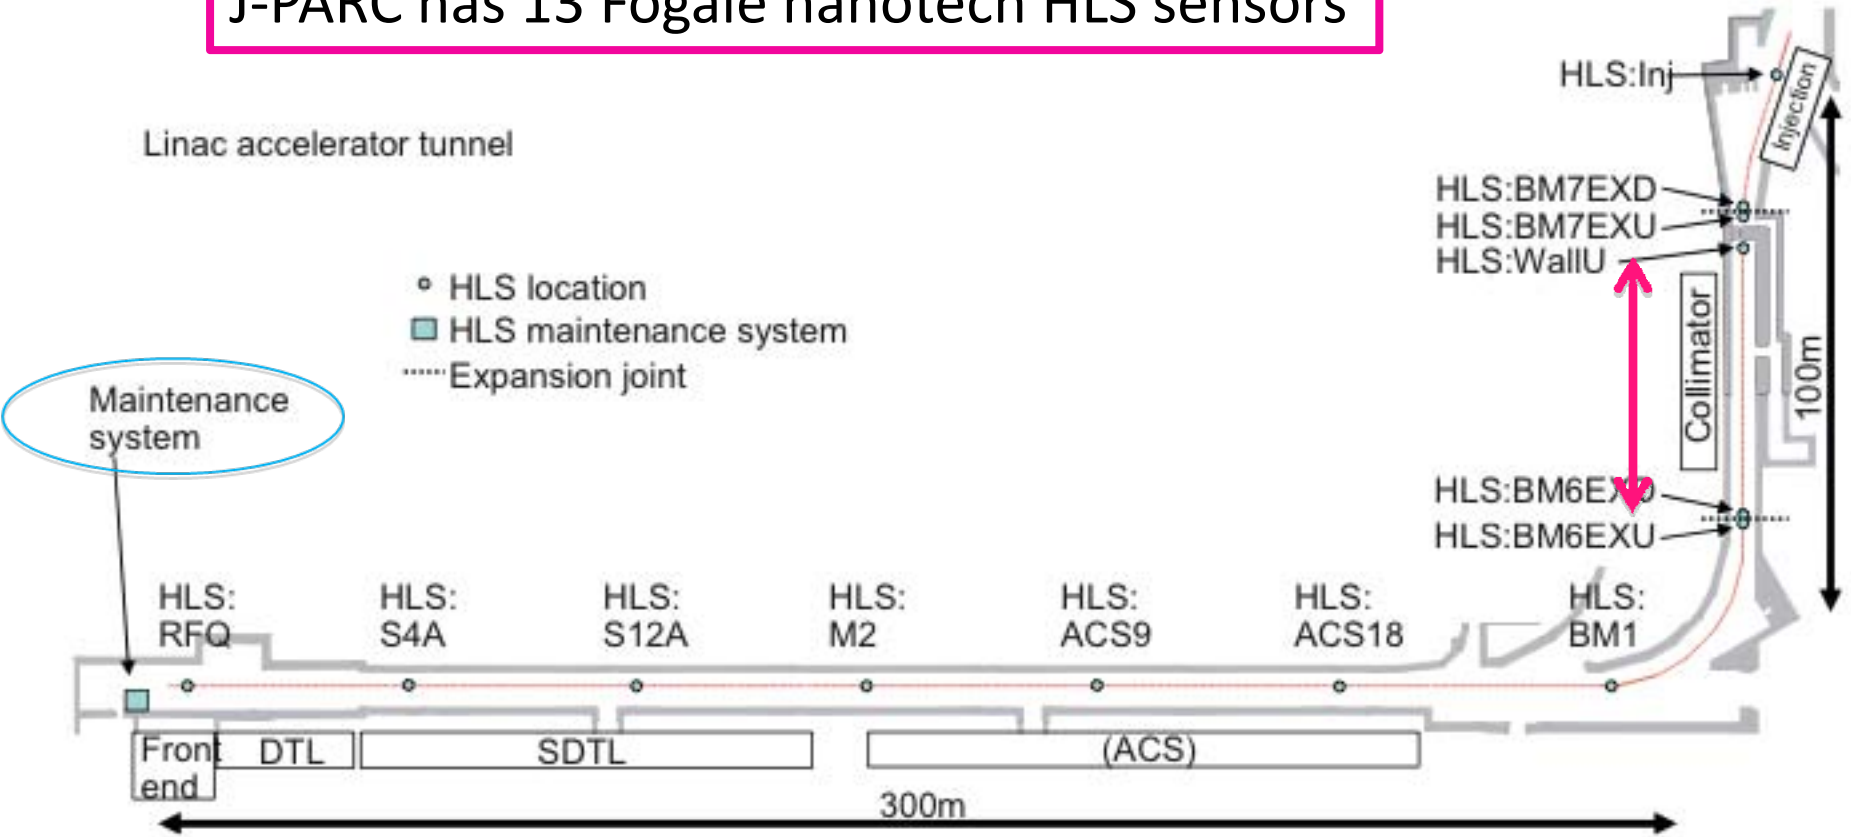 J-PARC has 13 Fogale nanotech HLS sensors
HLS:Inj
Injection
Linac accelerator tunnel
HLS:BM7EXD
HLS:BM7EXU
HLS:WallU
HLS location
HLS maintenance system
Expansion joint
Collimator
100m
Maintenance
system
HLS:BM6EXD
HLS:BM6EXU
HLS:
RFQ
HLS:
S4A
HLS:
S12A
HLS:
M2
HLS:
ACS9
HLS:
ACS18
HLS:
BM1
Front
end
DTL
SDTL
(ACS)
300m